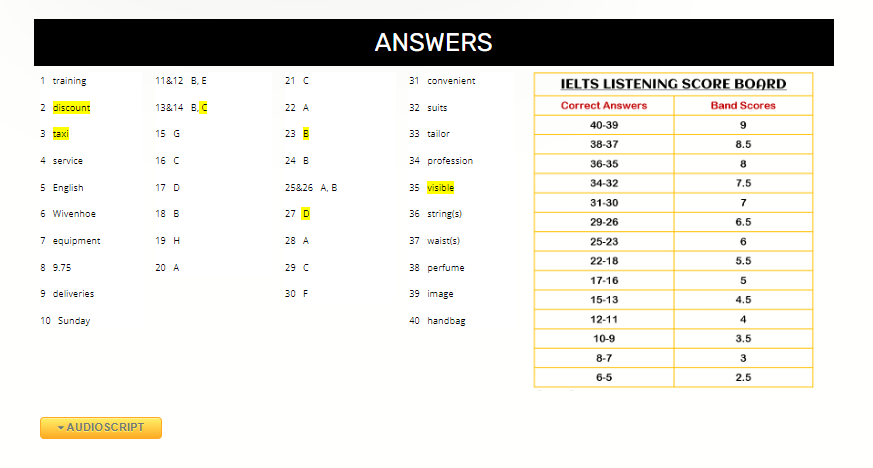 ANSWERS
1 training
2 discount
3 taxi
4 service
5 English
6 Wivenhoe
7 equipment
8 9.75
9 deliveries
10 Sunday
11&12 B, E
13&14 B, C
15 G
16 C
17 D
18 B
19 H
20 A
21 C
22 A
23 B
24 B
25&26 A, B
27 D
28 A
29 C
30 F
31 convenient
32 suits
33 tailor
34 profession
35 visible
36 string(s)
37 waist(s)
38 perfume
39 image
40 handbag
IELTS LISTENING SCORE BOARD
Correct Answers Band Scores
40-39 9
38-37 8.5
36-35 8
34-32 7.5
31-30 7
29-26 6.5
25-23 6
22-18 5.5
17-16 5
15-13 4.5
12-11 4
10-9 3.5
8-7 3
6-5 2.5
AUDIOSCRIPT